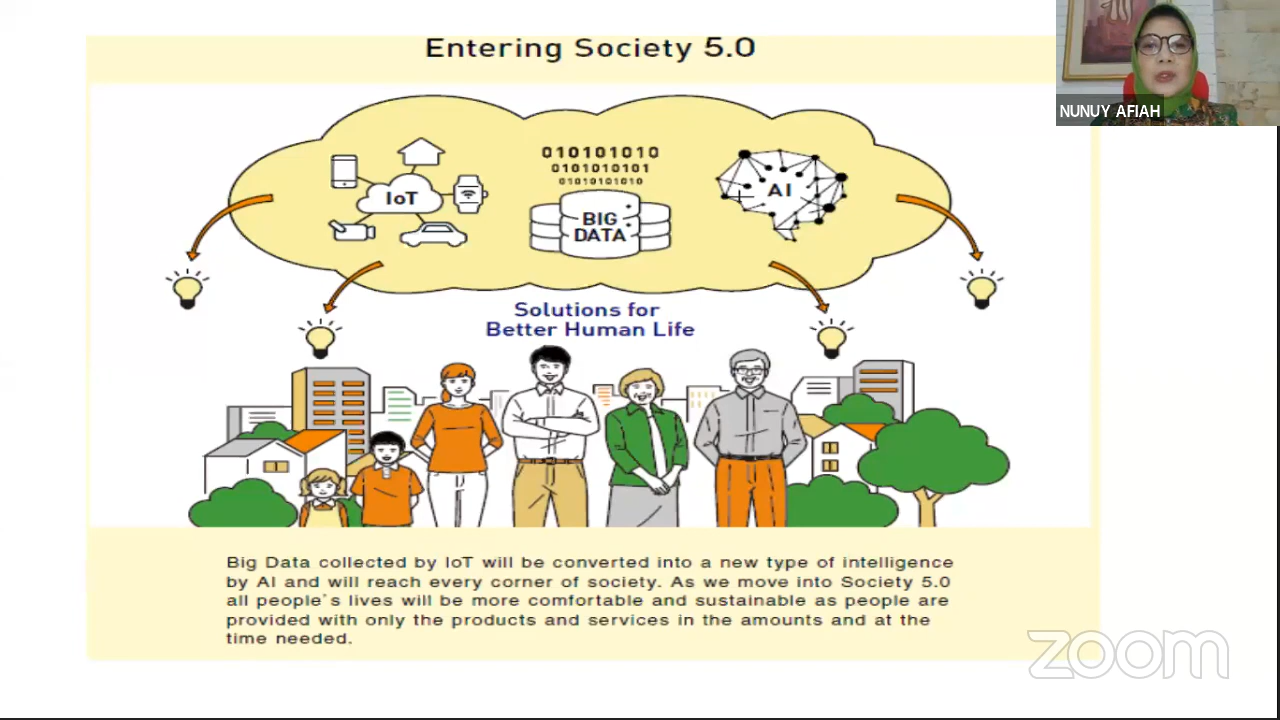 Entering Society 5.0
NUNUY AFIAH
IoT
010101010
0101010101
01010101010
BIG
DATA
AI
Solutions for
Better Human Life
Big Data collected by IoT will be converted into a new type of intelligence
by AI and will reach every corner of society. As we move into Society 5.0
all people's lives will be more comfortable and sustainable as people are
provided with only the products and services in the amounts and at the
time needed.
zoom